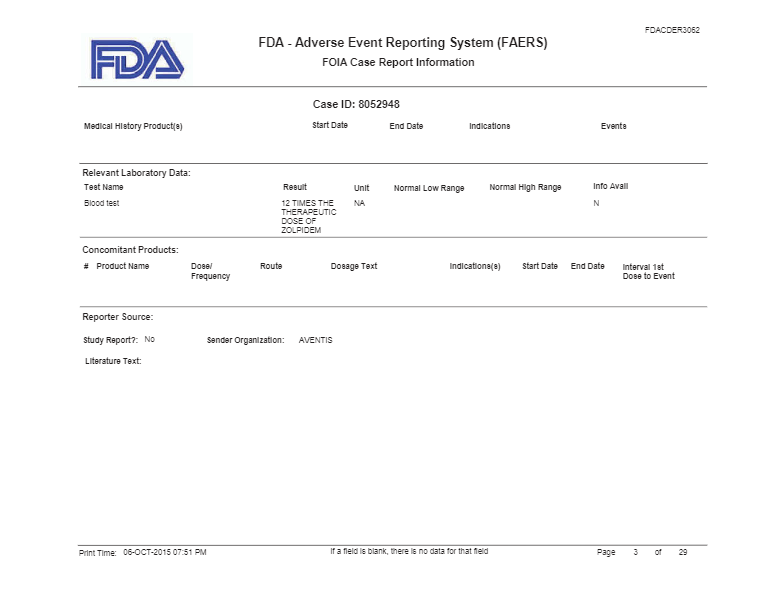 FDACDER3062
FDA
FDA - Adverse Event Reporting System (FAERS)
FOIA Case Report Information
Case ID: 8052948
Medical History Product(s) Start Date End Date Indications Events
Relevant Laboratory Data:
Test Name Result Unit Normal Low Range Normal High Range Info Avail
Blood test 12 TIMES THE NA N
THERAPEUTIC
DOSE OF
ZOLPIDEM
Concomitant Products:
# Product Name Dose/ Route Dosage Text Indications(s) Start Date End Date Interval 1st
Frequency Dose to Event
Reporter Source:
Study Report?: No Sender Organization: AVENTIS
Literature Text:
Print Time: 06-OCT-2015 07:51 PM If a field is blank, there is no data for that field Page 3 of 29